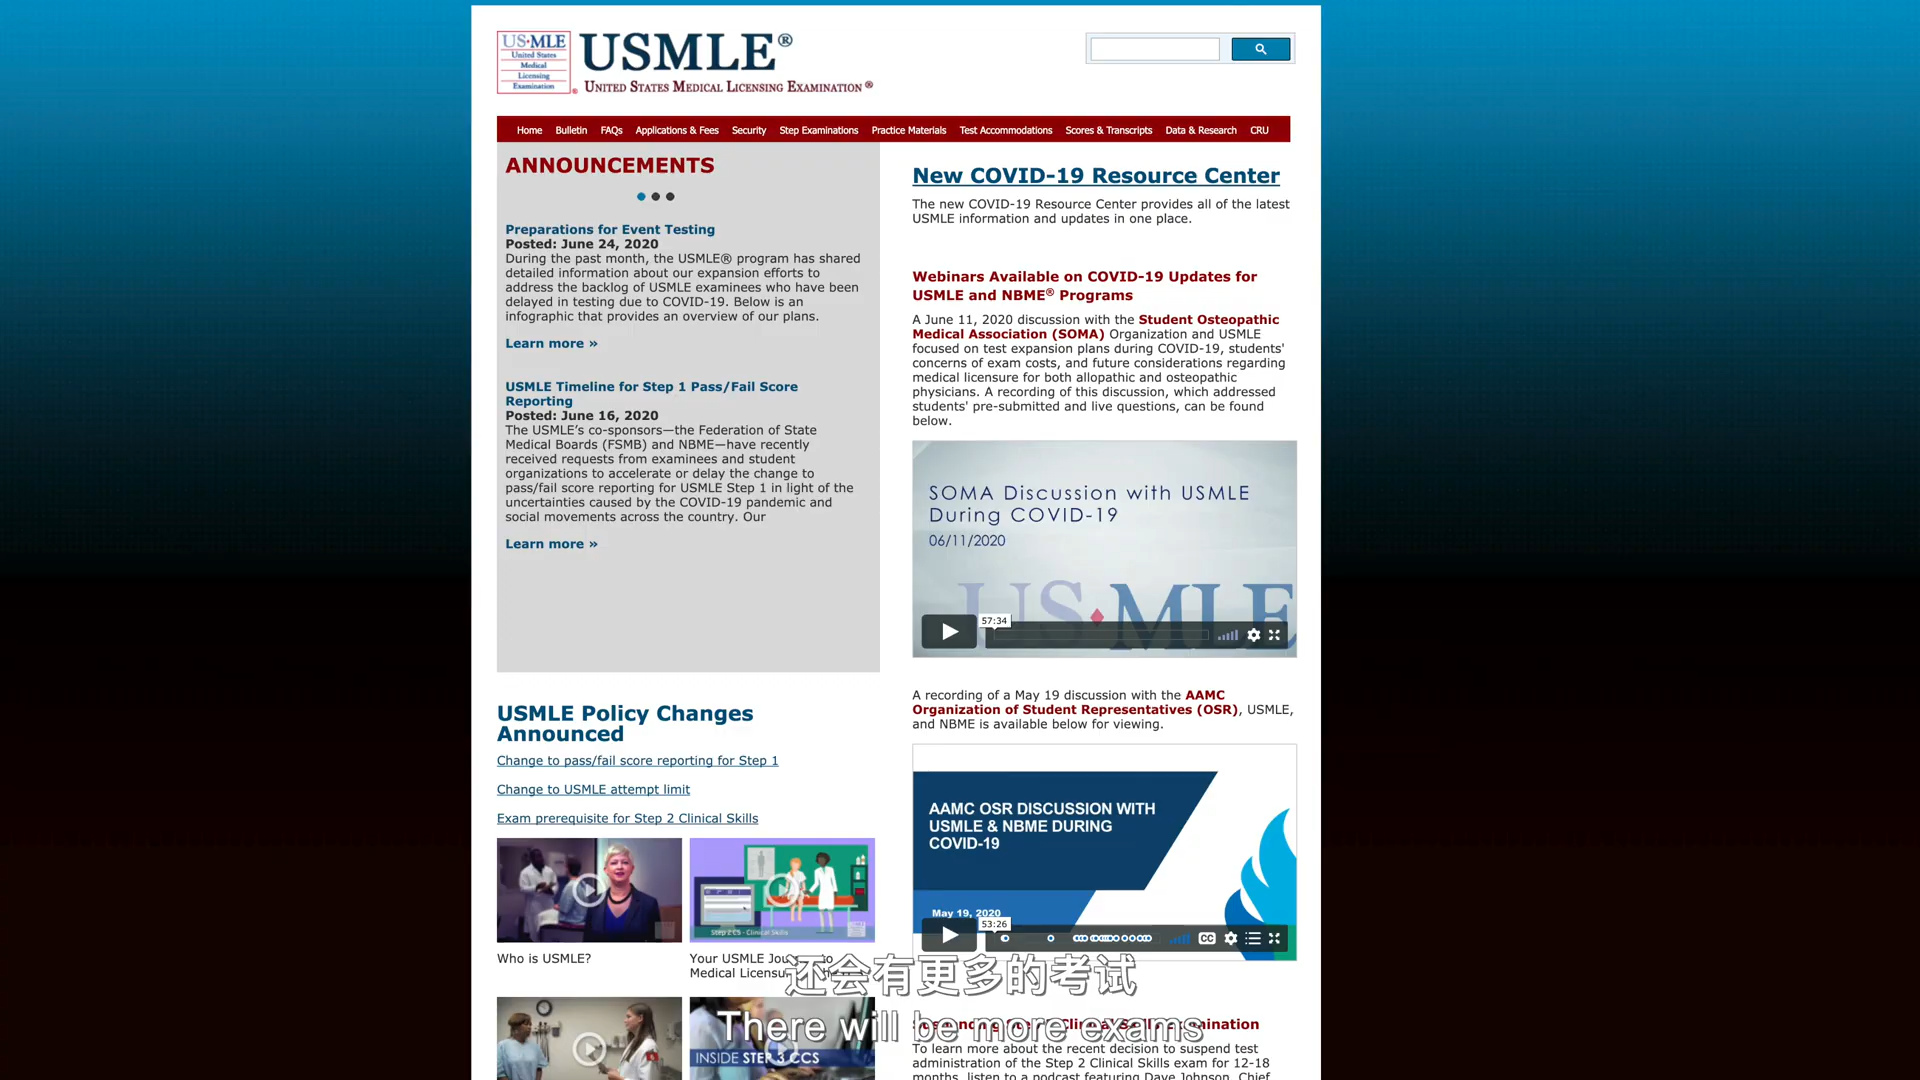 US·MLE
United States
Medical
Licensing
Examination
®
USMLE®
UNITED STATES MEDICAL LICENSING EXAMINATION®
Home Bulletin FAQs Applications & Fees Security Step Examinations Practice Materials Test Accommodations Scores & Transcripts Data & Research CRU
ANNOUNCEMENTS
Preparations for Event Testing
Posted: June 24, 2020
During the past month, the USMLE® program has shared
detailed information about our expansion efforts to
address the backlog of USMLE examinees who have been
delayed in testing due to COVID-19. Below is an
infographic that provides an overview of our plans.
Learn more »
USMLE Timeline for Step 1 Pass/Fail Score
Reporting
Posted: June 16, 2020
The USMLE’s co-sponsors—the Federation of State
Medical Boards (FSMB) and NBME—have recently
received requests from examinees and student
organizations to accelerate or delay the change to
pass/fail score reporting for USMLE Step 1 in light of the
uncertainties caused by the COVID-19 pandemic and
social movements across the country. Our
Learn more »
USMLE Policy Changes
Announced
Change to pass/fail score reporting for Step 1
Change to USMLE attempt limit
Exam prerequisite for Step 2 Clinical Skills
Step 2 CS - Clinical Skills
Who is USMLE?
Your USMLE
Medical
INSIDE STEP 3 CCS
New COVID-19 Resource Center
The new COVID-19 Resource Center provides all of the latest
USMLE information and updates in one place.
Webinars Available on COVID-19 Updates for
USMLE and NBME® Programs
A June 11, 2020 discussion with the Student Osteopathic
Medical Association (SOMA) Organization and USMLE
focused on test expansion plans during COVID-19, students'
concerns of exam costs, and future considerations regarding
medical licensure for both allopathic and osteopathic
physicians. A recording of this discussion, which addressed
students' pre-submitted and live questions, can be found
below.
SOMA Discussion with USMLE
During COVID-19
06/11/2020
US♦MLE
57:34
A recording of a May 19 discussion with the AAMC
Organization of Student Representatives (OSR), USMLE,
and NBME is available below for viewing.
AAMC OSR DISCUSSION WITH
USMLE & NBME DURING
COVID-19
May 19, 2020
53:26
CC
Examination
To learn more about the recent decision to suspend test
administration of the Step 2 Clinical Skills exam for 12-18
months, listen to a podcast featuring Dave Johnson, Chief
还会有更多的考试
There will be more exams